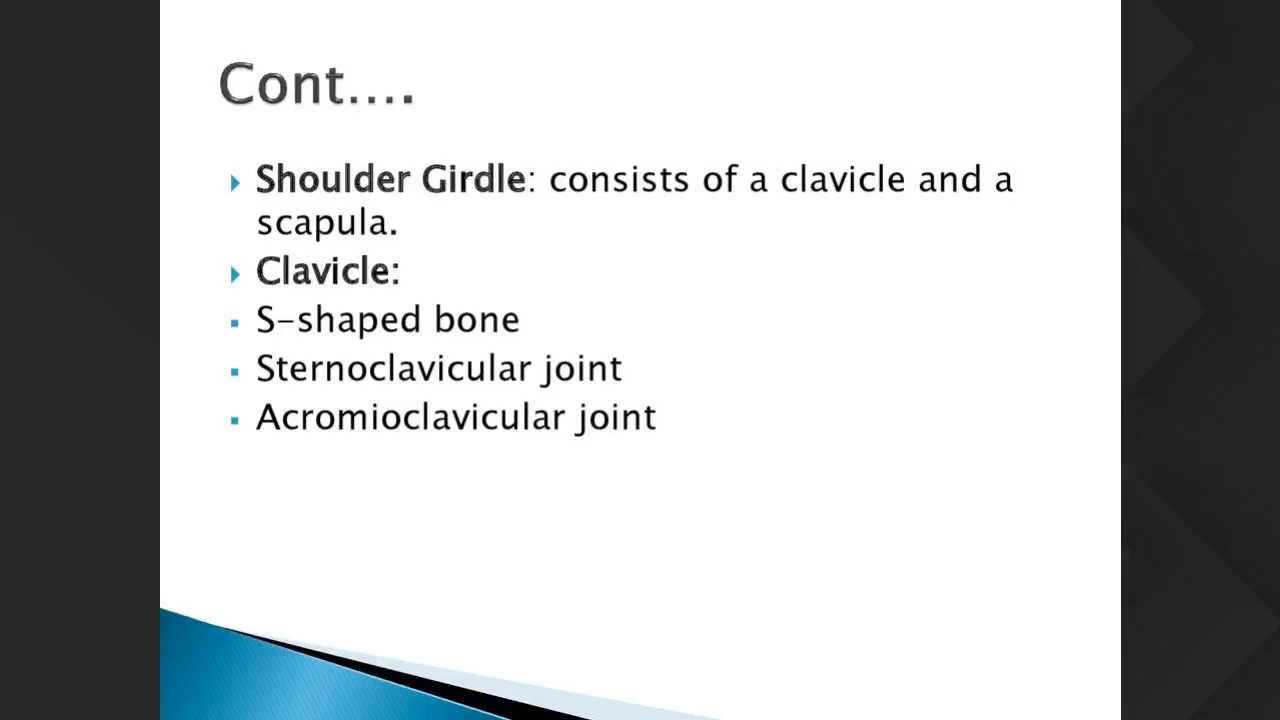 Cont....
Shoulder Girdle: consists of a clavicle and a
scapula.
Clavicle:
S-shaped bone
Sternoclavicular joint
Acromioclavicular joint